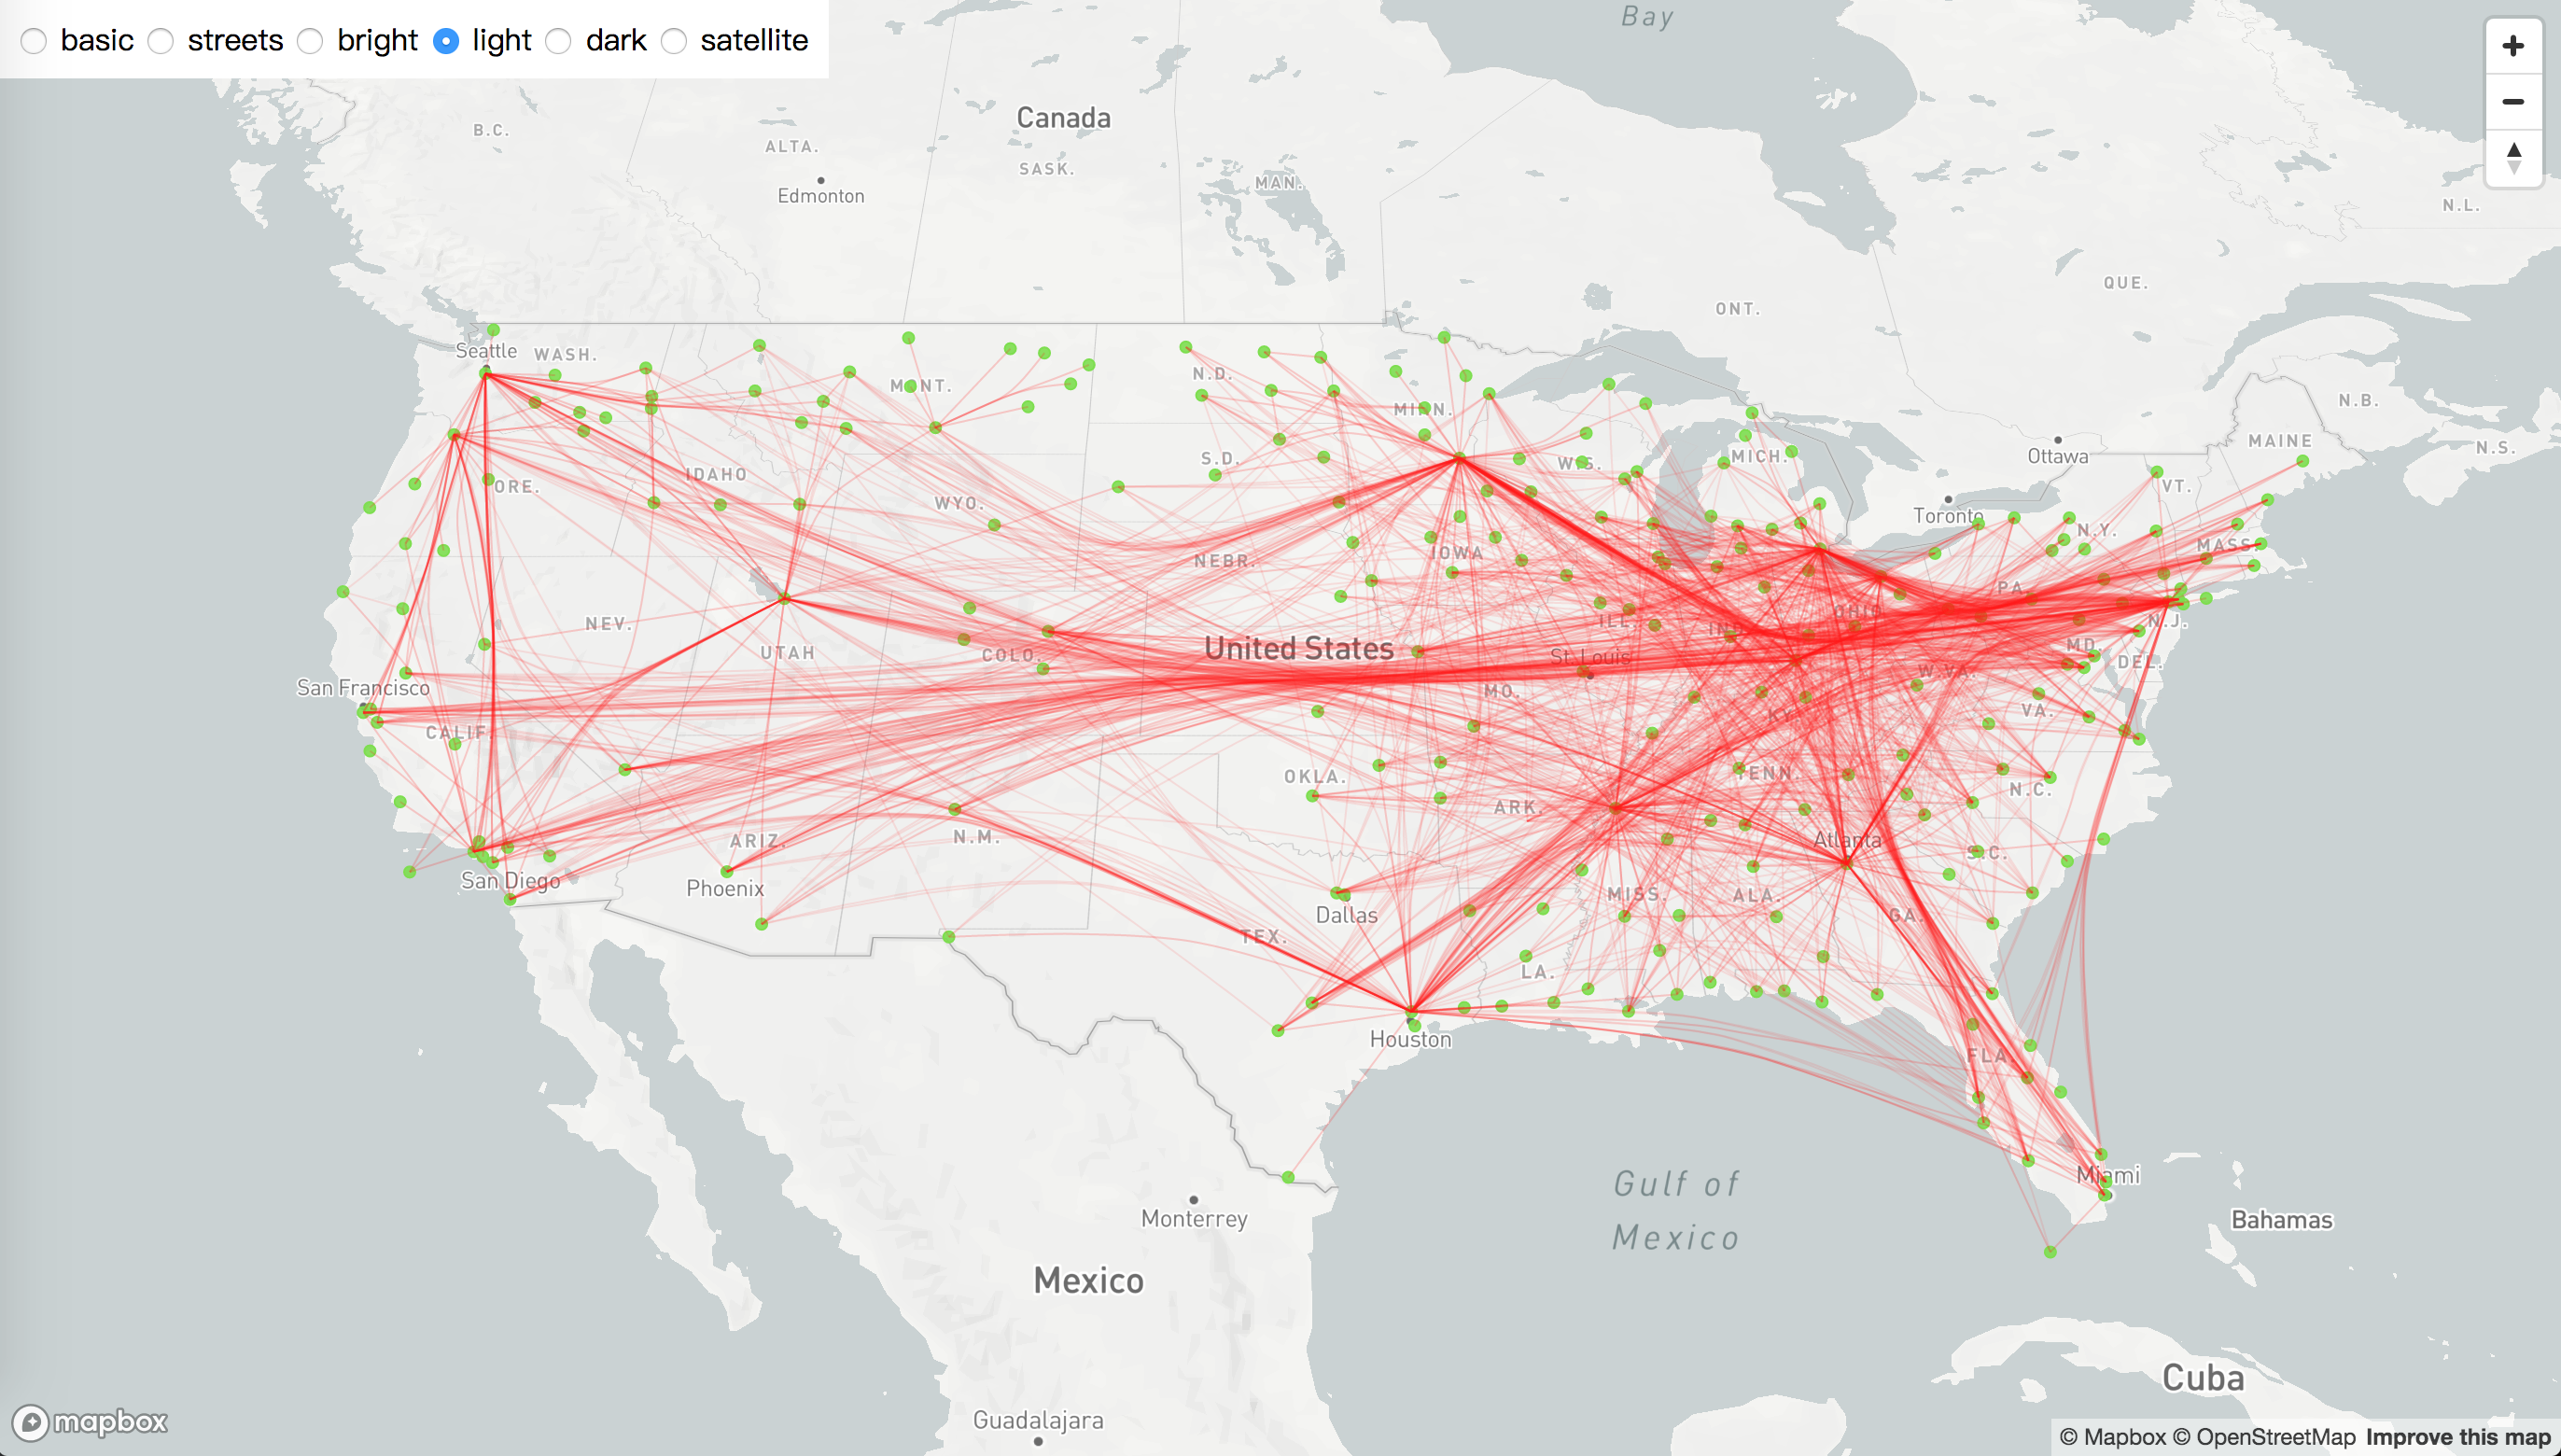 basic streets bright light dark satellite
Bay
Canada
B.C.
ALTA.
SASK.
MAN.
Edmonton
N.L.
QUE.
ONT.
Seattle
WASH.
MONT.
N.D.
MINN.
N.B.
MAINE
Ottawa
N.S.
S.D.
WIS.
MICH.
IDAHO
ORE.
WYO.
VT.
Toronto
N.Y.
MASS.
NEBR.
IOWA
PA.
OHIO
NEV.
ILL.
IND.
N.J.
UTAH
COLO.
United States
St. Louis
MD.
DEL.
W.VA.
San Francisco
MO.
KY.
VA.
CALIF.
OKLA.
TENN.
N.C.
ARIZ.
N.M.
ARK.
Atlanta
S.C.
San Diego
Phoenix
Dallas
MISS.
ALA.
GA.
TEX.
LA.
Houston
FLA.
Miami
Gulf of
Mexico
Monterrey
Bahamas
Mexico
Cuba
Guadalajara
mapbox
© Mapbox © OpenStreetMap Improve this map